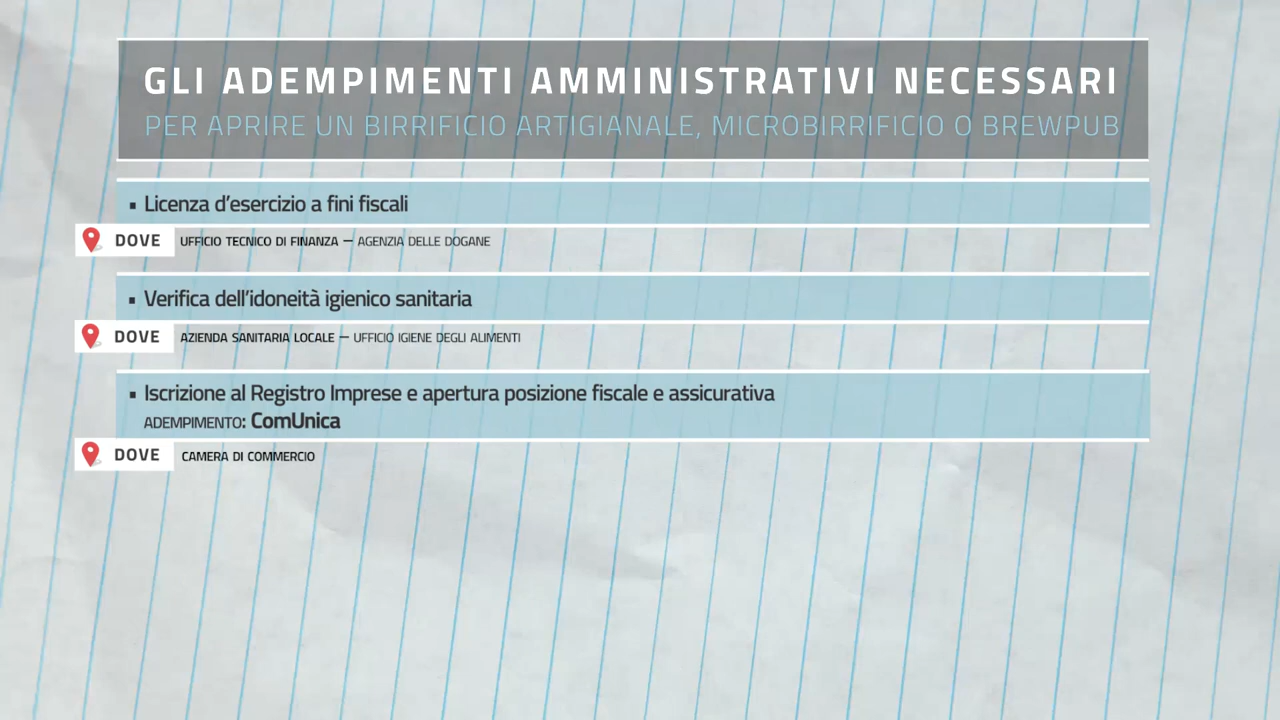 GLI ADEMPIMENTI AMMINISTRATIVI NECESSARI
PER APRIRE UN BIRRIFICIO ARTIGIANALE, MICROBIRRIFICIO O BREWPUB
▪ Licenza d'esercizio a fini fiscali
DOVE UFFICIO TECNICO DI FINANZA – AGENZIA DELLE DOGANE
▪ Verifica dell'idoneità igienico sanitaria
DOVE AZIENDA SANITARIA LOCALE – UFFICIO IGIENE DEGLI ALIMENTI
▪ Iscrizione al Registro Imprese e apertura posizione fiscale e assicurativa
ADEMPIMENTO: ComUnica
DOVE CAMERA DI COMMERCIO